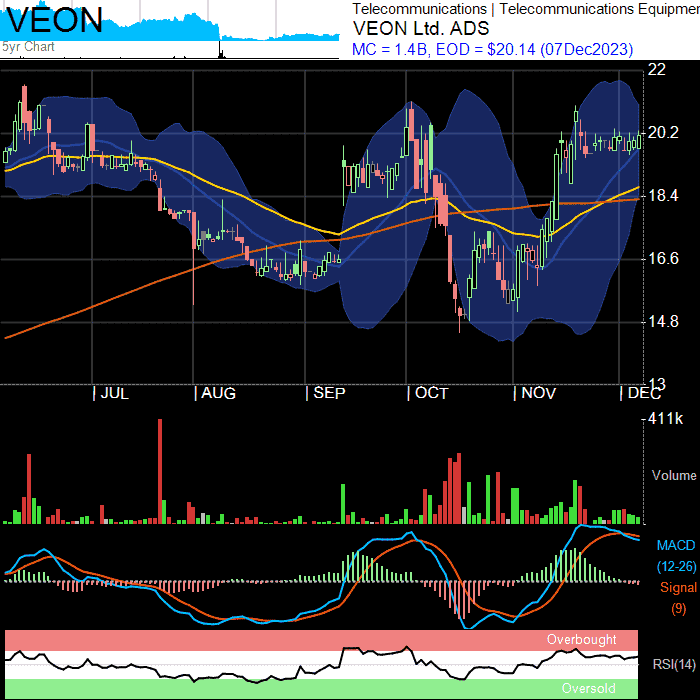 VEON
5yr Chart
Telecommunications | Telecommunications Equipmen
VEON Ltd. ADS
MC = 1.4B, EOD = $20.14 (07Dec2023)
22
20.2
18.4
16.6
14.8
13
| JUL | AUG | SEP | OCT | NOV | DEC
411k
Volume
MACD
(12-26)
Signal
(9)
Overbought
RSI(14)
Oversold